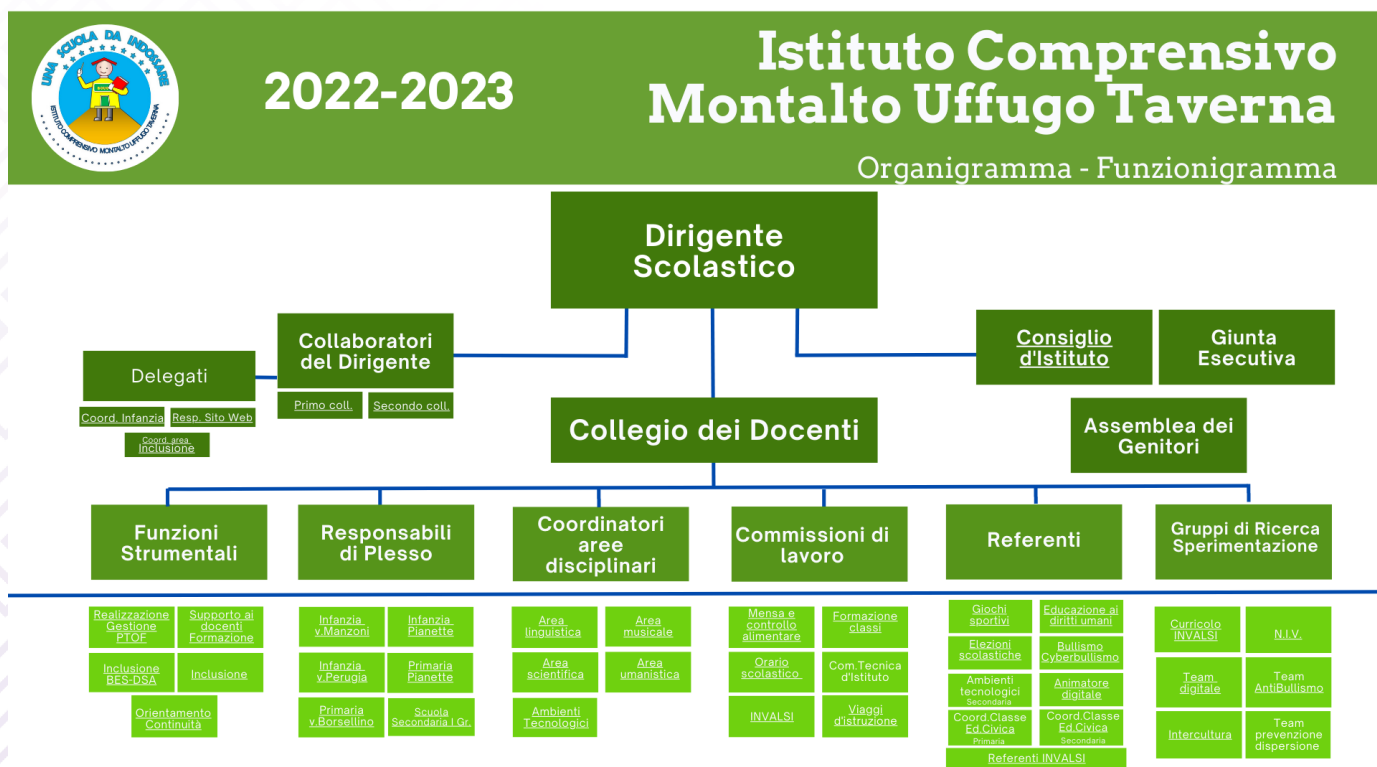 UNA SCUOLA DA INDOSSARE
ISTITUTO COMPRENSIVO MONTALTO UFFUGO TAVERNA
2022-2023
Istituto Comprensivo
Montalto Uffugo Taverna
Organigramma - Funzionigramma
Dirigente
Scolastico
Collaboratori
del Dirigente
Primo coll.
Secondo coll.
Delegati
Coord. Infanzia
Resp. Sito Web
Coord. area
Inclusione
Consiglio
d'Istituto
Giunta
Esecutiva
Collegio dei Docenti
Assemblea dei
Genitori
Funzioni
Strumentali
Responsabili
di Plesso
Coordinatori
aree
disciplinari
Commissioni di
lavoro
Referenti
Gruppi di Ricerca
Sperimentazione
Realizzazione
Gestione
PTOF
Supporto ai
docenti
Formazione
Inclusione
BES-DSA
Inclusione
Orientamento
Continuità
Infanzia
v.Manzoni
Infanzia
Pianette
Infanzia
v.Perugia
Primaria
Pianette
Primaria
v.Borsellino
Scuola
Secondaria I Gr.
Area
linguistica
Area
musicale
Area
scientifica
Area
umanistica
Ambienti
Tecnologici
Mensa e
controllo
alimentare
Formazione
classi
Orario
scolastico
Com.Tecnica
d'Istituto
INVALSI
Viaggi
d'istruzione
Giochi
sportivi
Educazione ai
diritti umani
Elezioni
scolastiche
Bullismo
Cyberbullismo
Ambienti
tecnologici
Secondaria
Animatore
digitale
Coord.Classe
Ed.Civica
Primaria
Coord.Classe
Ed.Civica
Secondaria
Referenti INVALSI
Curricolo
INVALSI
N.I.V.
Team
digitale
Team
AntiBullismo
Intercultura
Team
prevenzione
dispersione